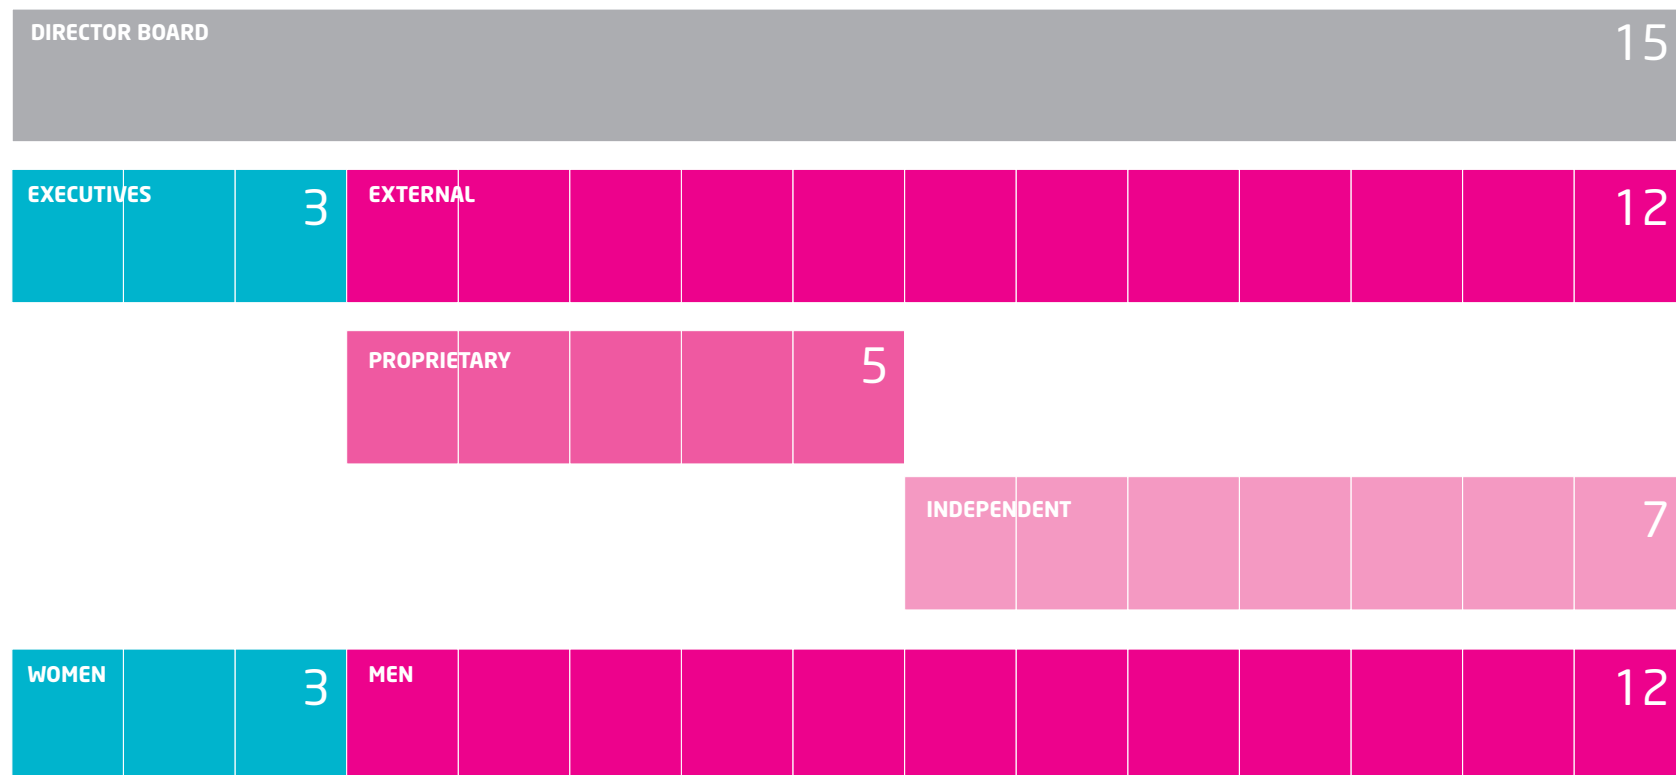 DIRECTOR BOARD 15
EXECUTIVES 3 EXTERNAL 12
PROPRIETARY 5
INDEPENDENT 7
WOMEN 3 MEN 12